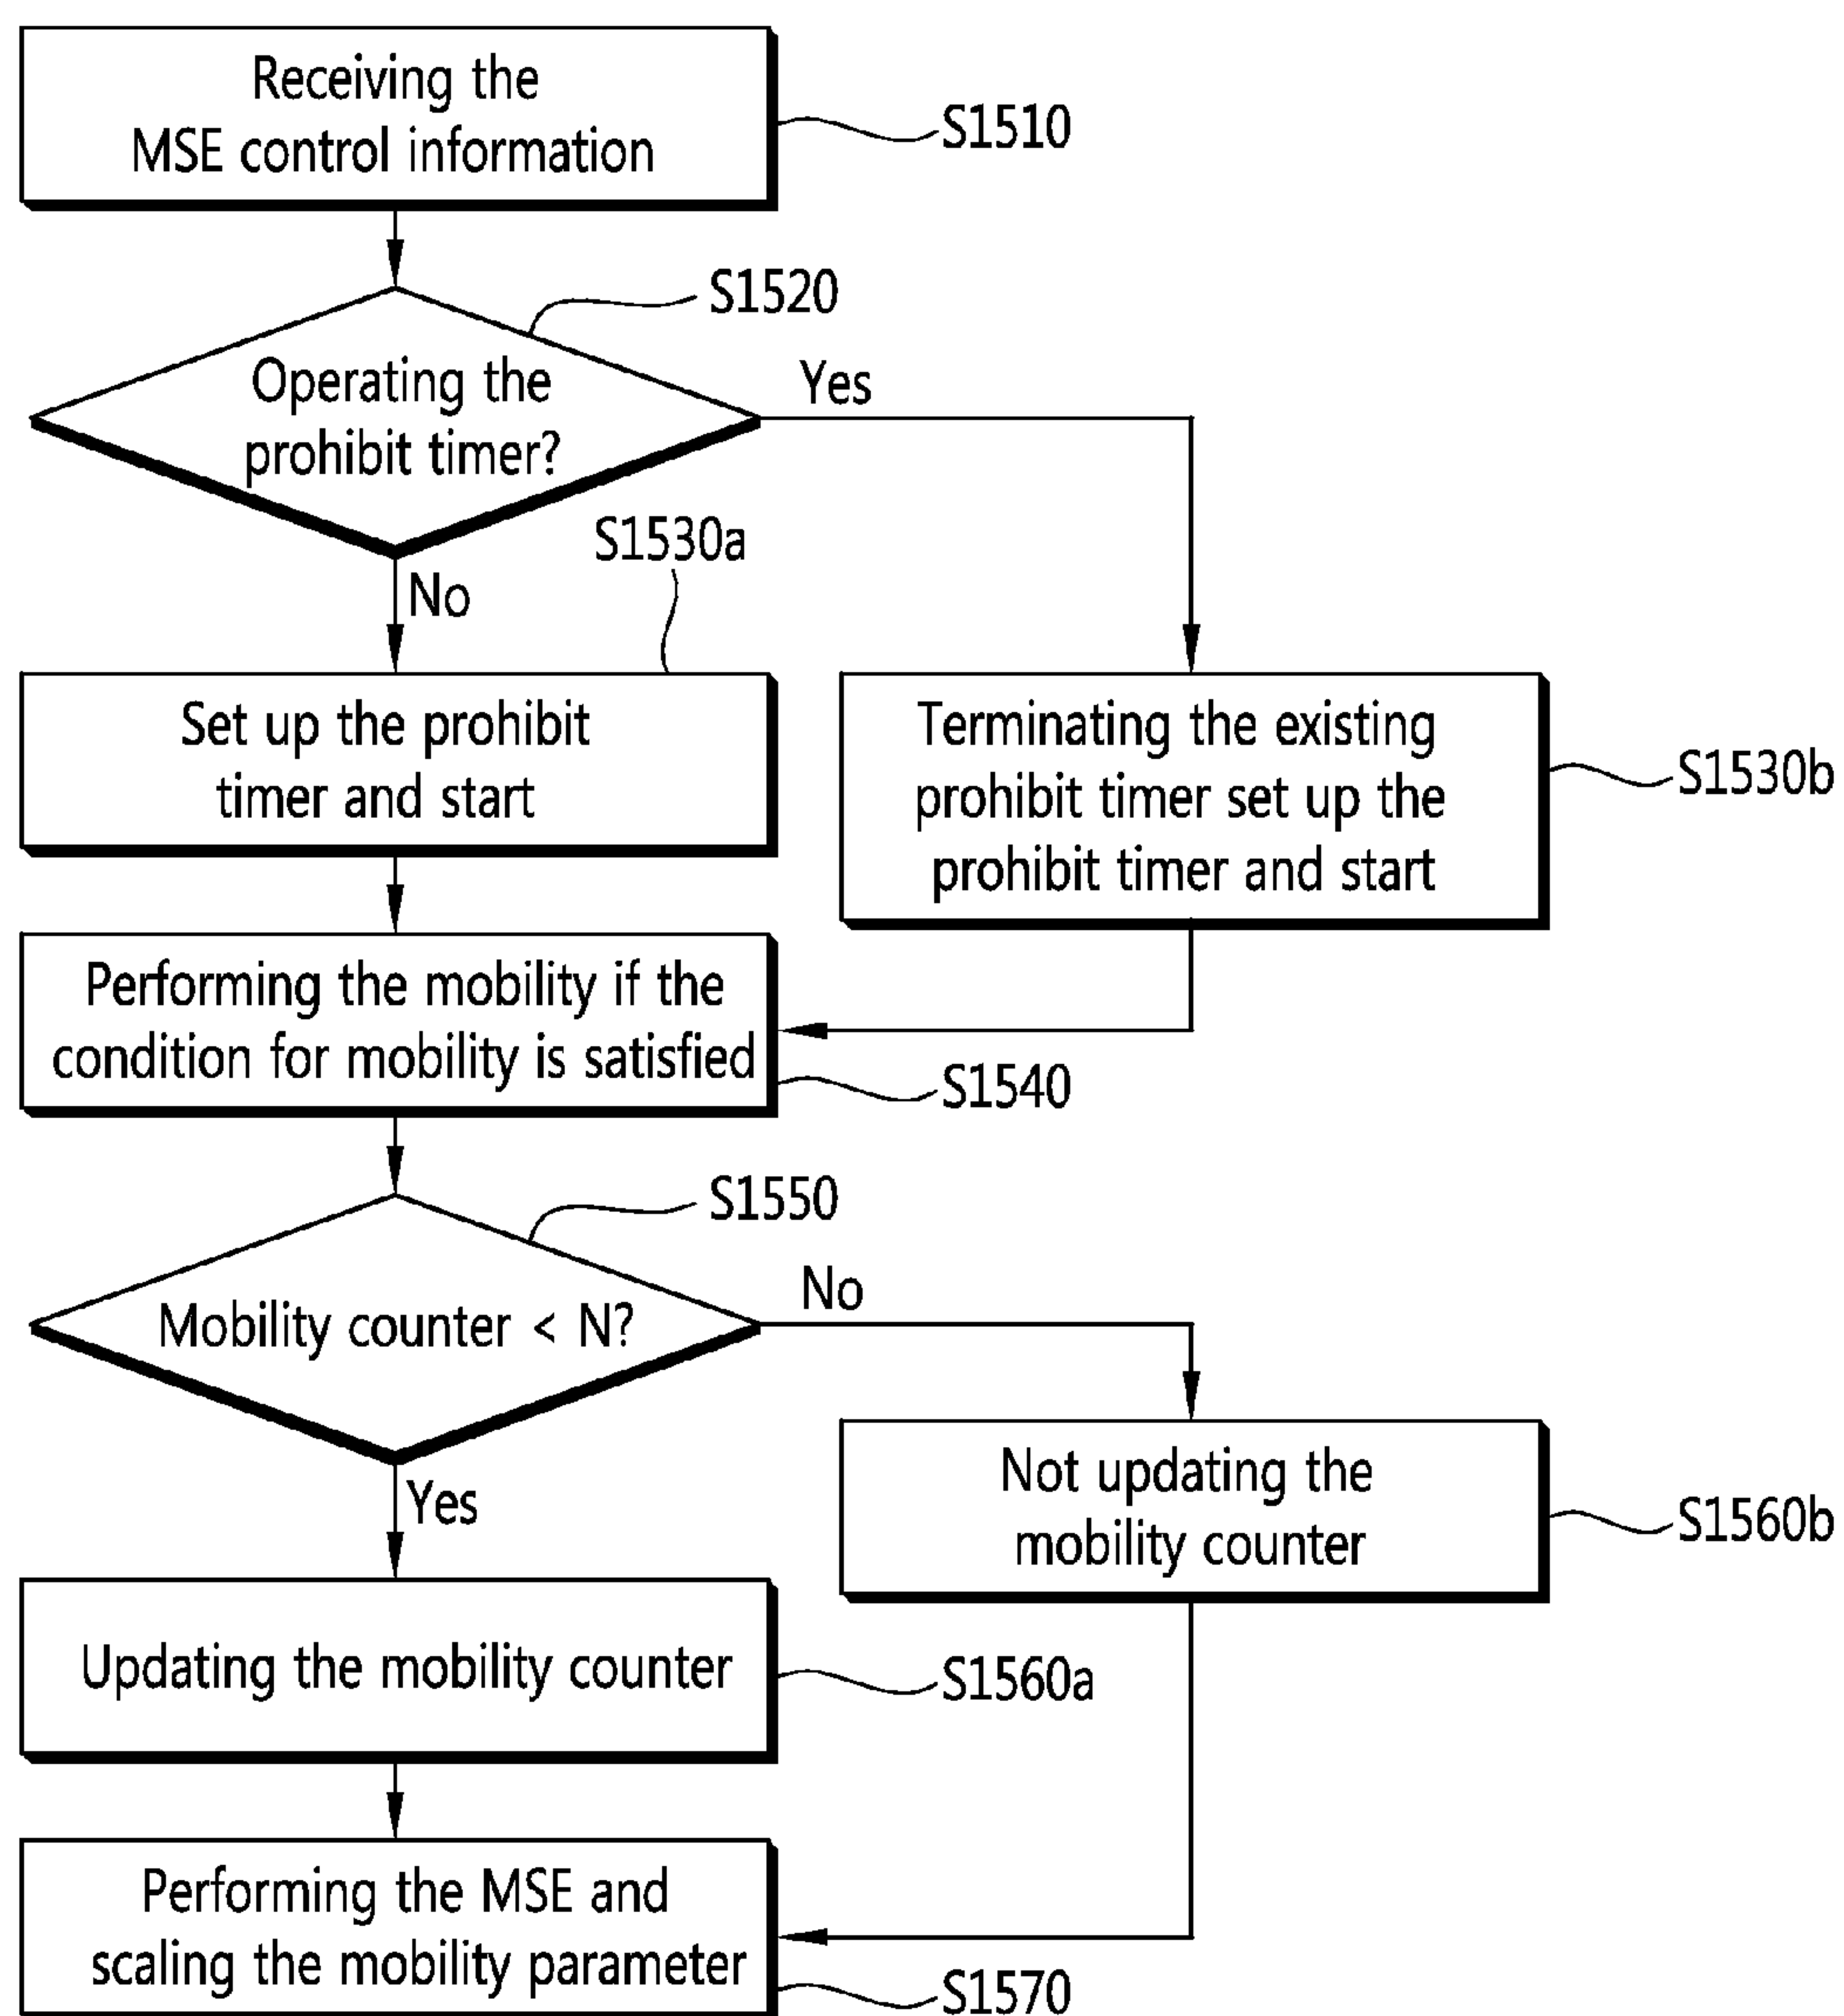 Receiving the
MSE control information
S1510
S1520
Operating the
prohibit timer?
Yes
No
S1530a
Set up the prohibit
timer and start
Terminating the existing
prohibit timer set up the
prohibit timer and start
S1530b
Performing the mobility if the
condition for mobility is satisfied
S1540
S1550
Mobility counter < N?
No
Yes
Not updating the
mobility counter
S1560b
Updating the mobility counter
S1560a
Performing the MSE and
scaling the mobility parameter
S1570